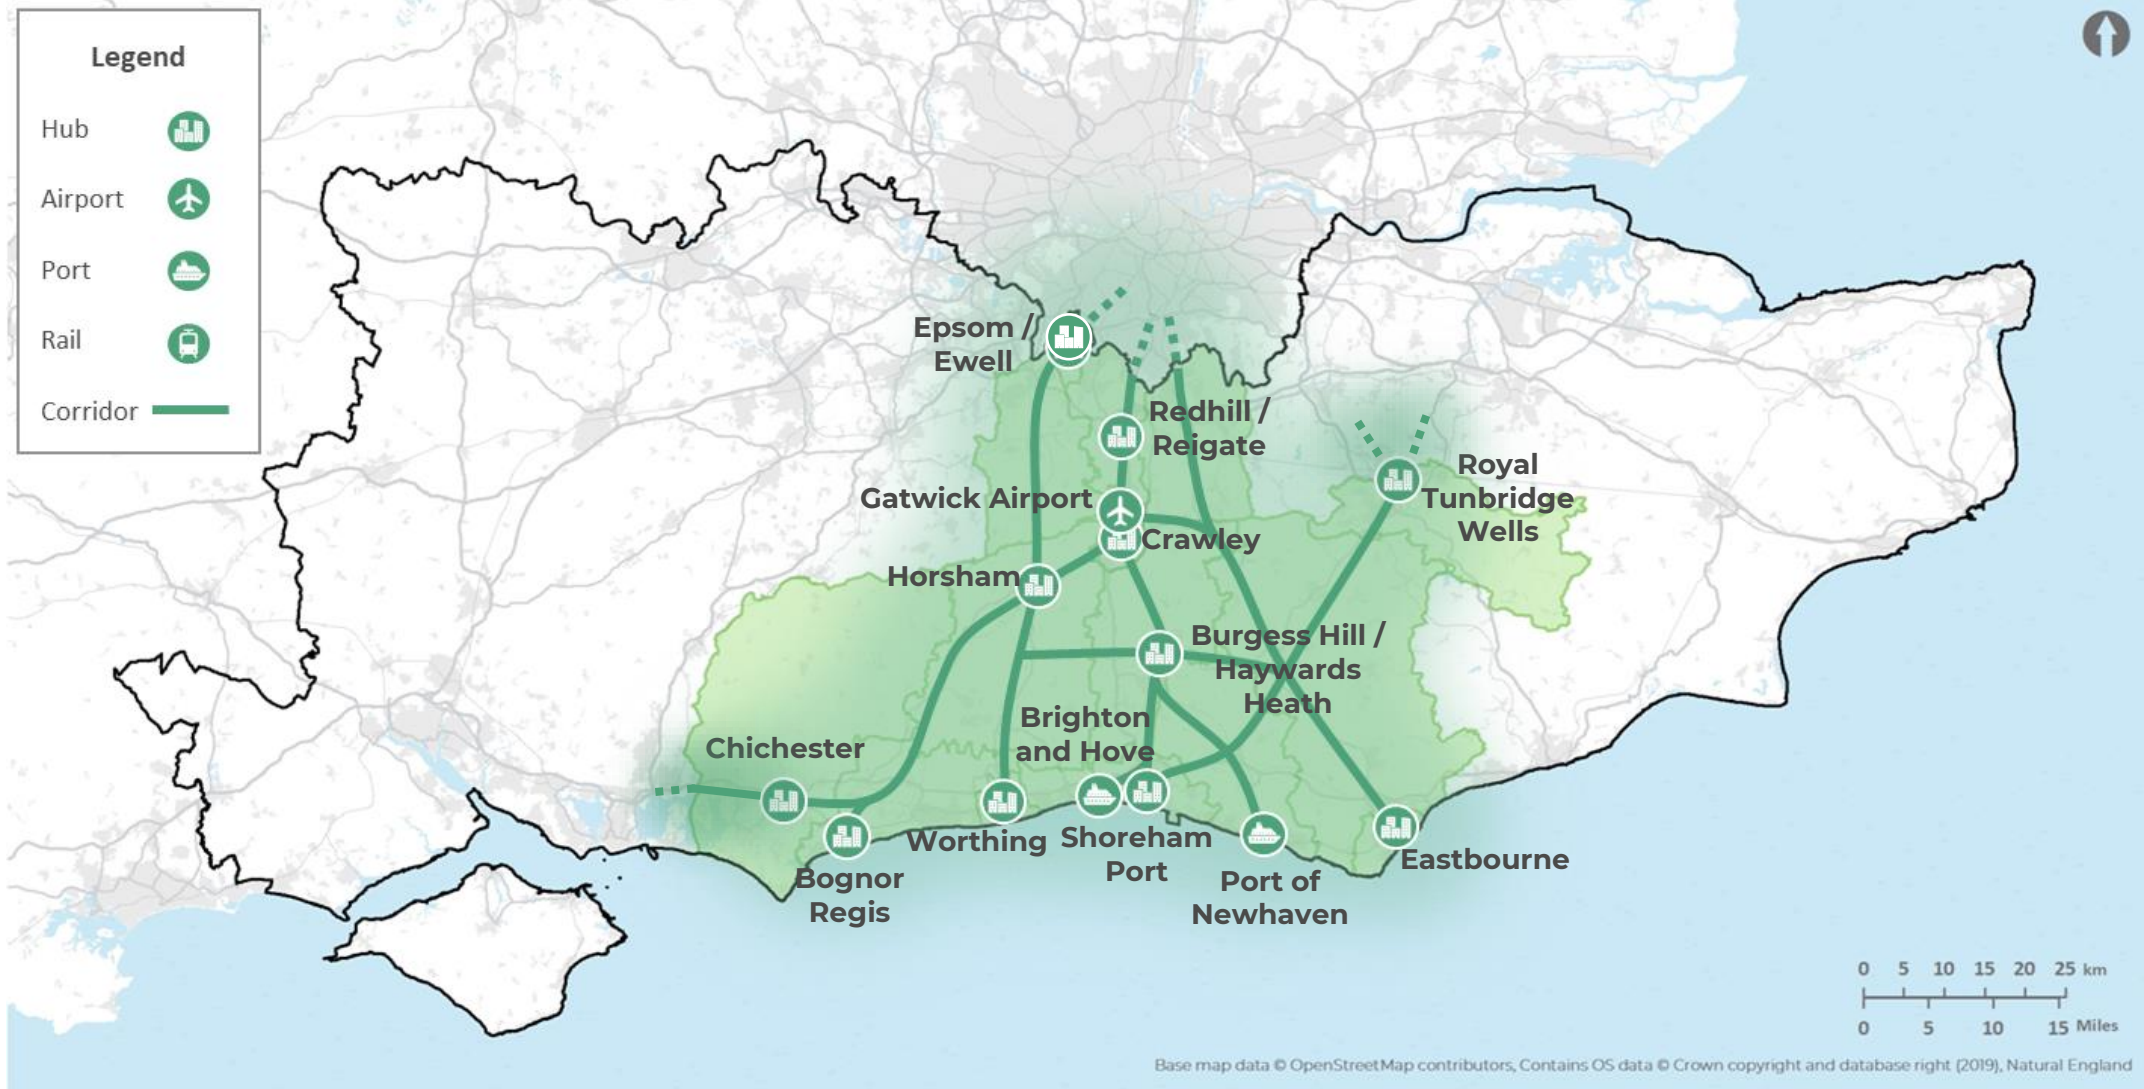 Legend
Hub
Airport
Port
Rail
Corridor
Epsom /
Ewell
Redhill /
Reigate
Royal
Tunbridge
Wells
Gatwick Airport
Crawley
Horsham
Burgess Hill /
Haywards
Heath
Brighton
and Hove
Chichester
Worthing
Shoreham
Port
Eastbourne
Bognor
Regis
Port of
Newhaven
0 5 10 15 20 25 km
0 5 10 15 Miles
Base map data © OpenStreetMap contributors, Contains OS data © Crown copyright and database right (2019), Natural England